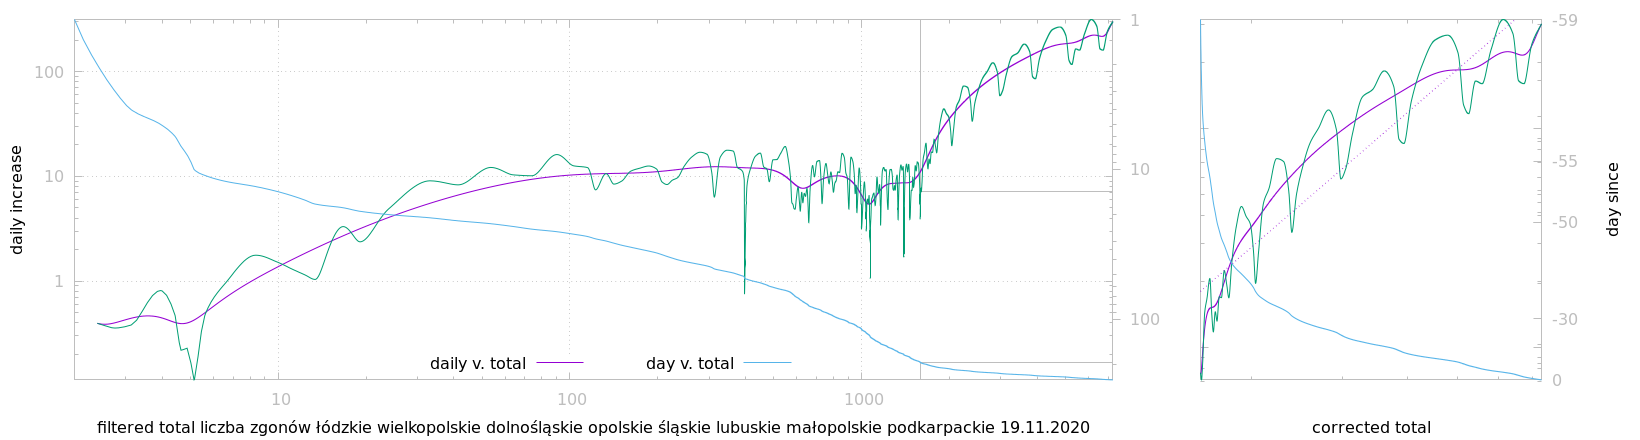 1
-59
100
daily increase
10
10
-55
-50
day since
1
100
-30
daily v. total
day v. total
0
10
100
1000
filtered total liczba zgonów łódzkie wielkopolskie dolnośląskie opolskie śląskie lubuskie małopolskie podkarpackie 19.11.2020
corrected total